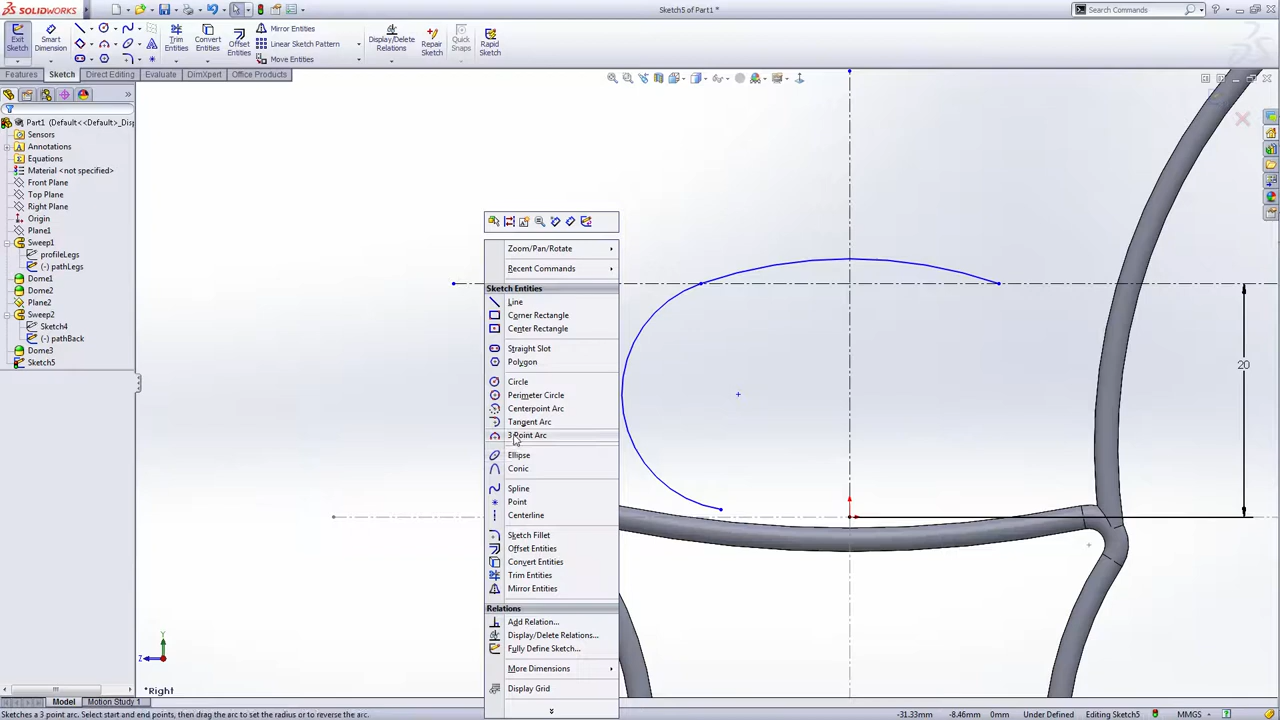 SOLIDWORKS
Sketch5 of Part1 *
Search Commands
Exit Sketch
Smart Dimension
Trim Entities
Convert Entities
Offset Entities
Mirror Entities
Linear Sketch Pattern
Move Entities
Display/Delete Relations
Repair Sketch
Quick Snaps
Rapid Sketch
Features
Sketch
Direct Editing
Evaluate
DimXpert
Office Products
Part1 (Default<<Default>_Disp
Sensors
Annotations
Equations
Material <not specified>
Front Plane
Top Plane
Right Plane
Origin
Plane1
Sweep1
profileLegs
(-) pathLegs
Dome1
Dome2
Plane2
Sweep2
Sketch4
(-) pathBack
Dome3
Sketch5
Zoom/Pan/Rotate
Recent Commands
Sketch Entities
Line
Corner Rectangle
Center Rectangle
Straight Slot
Polygon
Circle
Perimeter Circle
Centerpoint Arc
Tangent Arc
3 Point Arc
Ellipse
Conic
Spline
Point
Centerline
Sketch Fillet
Offset Entities
Convert Entities
Trim Entities
Mirror Entities
Relations
Add Relation...
Display/Delete Relations...
Fully Define Sketch...
More Dimensions
Display Grid
20
Y
Z
*Right
Model
Motion Study 1
Sketches a 3 point arc. Select start and end points, then drag the arc to set the radius or to reverse the arc.
-31.33mm
-8.46mm
0mm
Under Defined
Editing Sketch5
MMGS